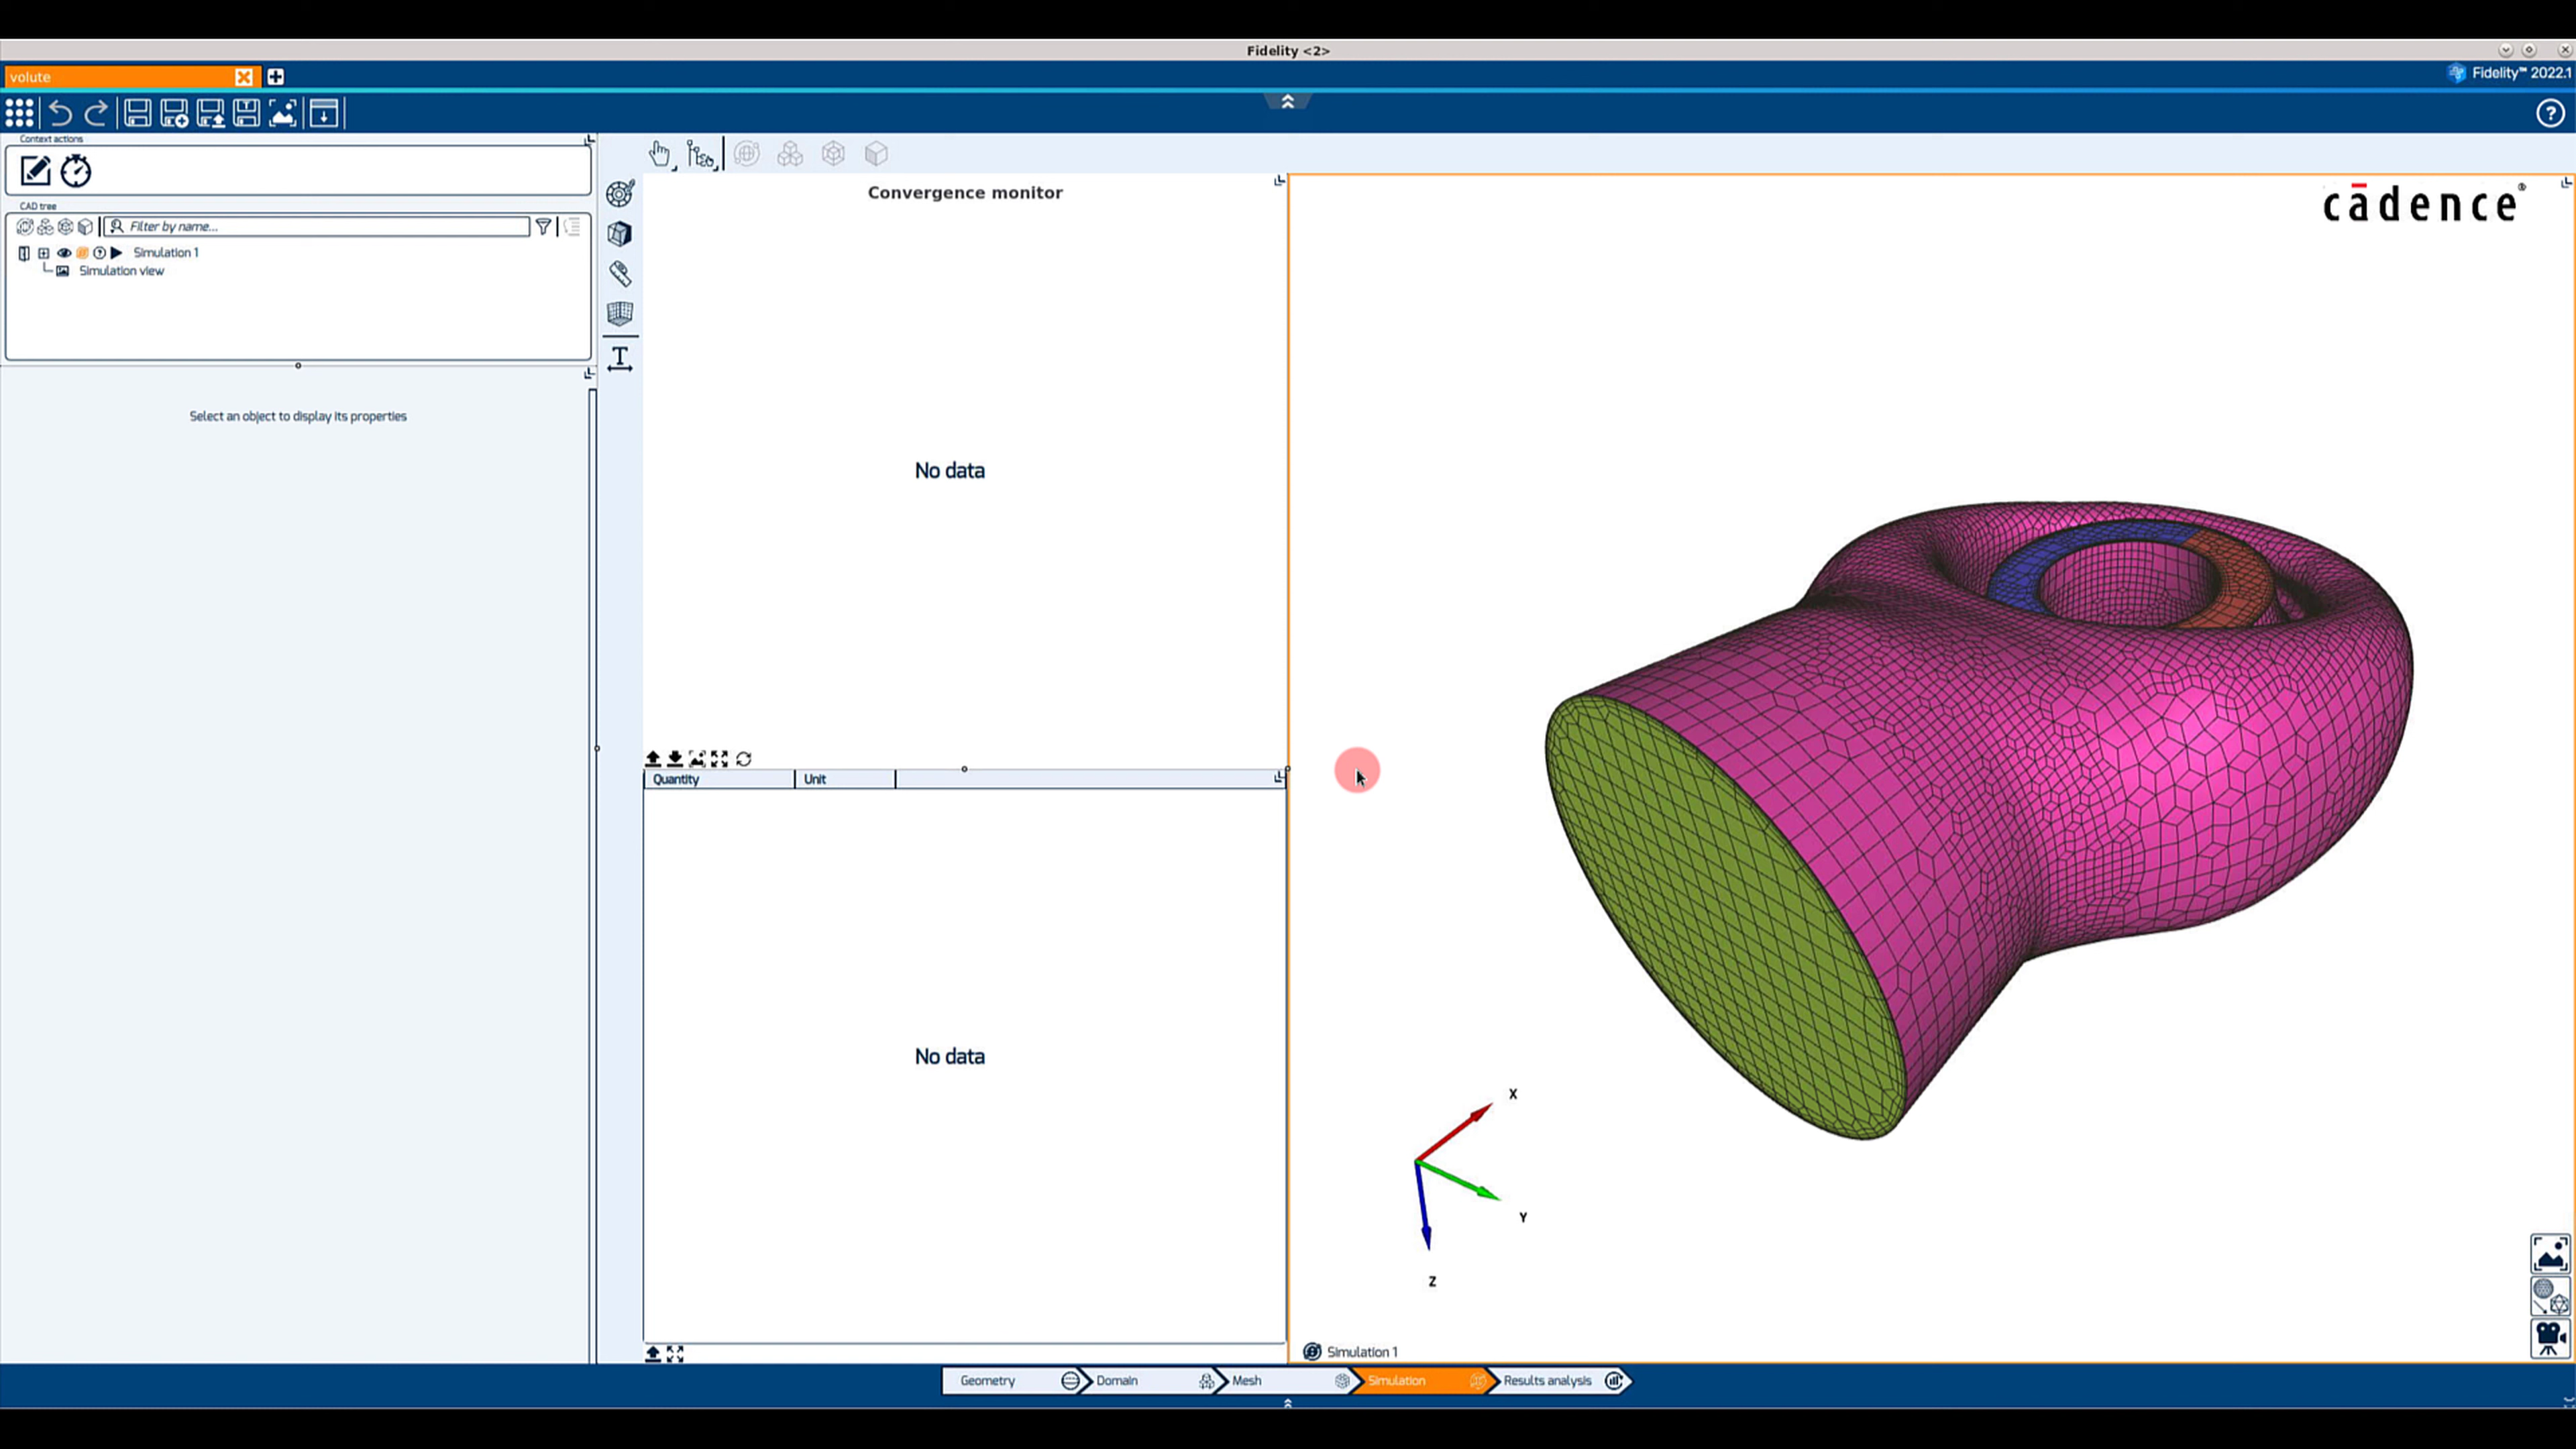 Fidelity <2>
volute
Fidelity™ 2022.1
Context actions
CAD tree
Filter by name...
Simulation 1
Simulation view
Select an object to display its properties
T
Convergence monitor
No data
Quantity Unit
No data
cādence®
X
Y
Z
Simulation 1
Geometry Domain Mesh Simulation Results analysis